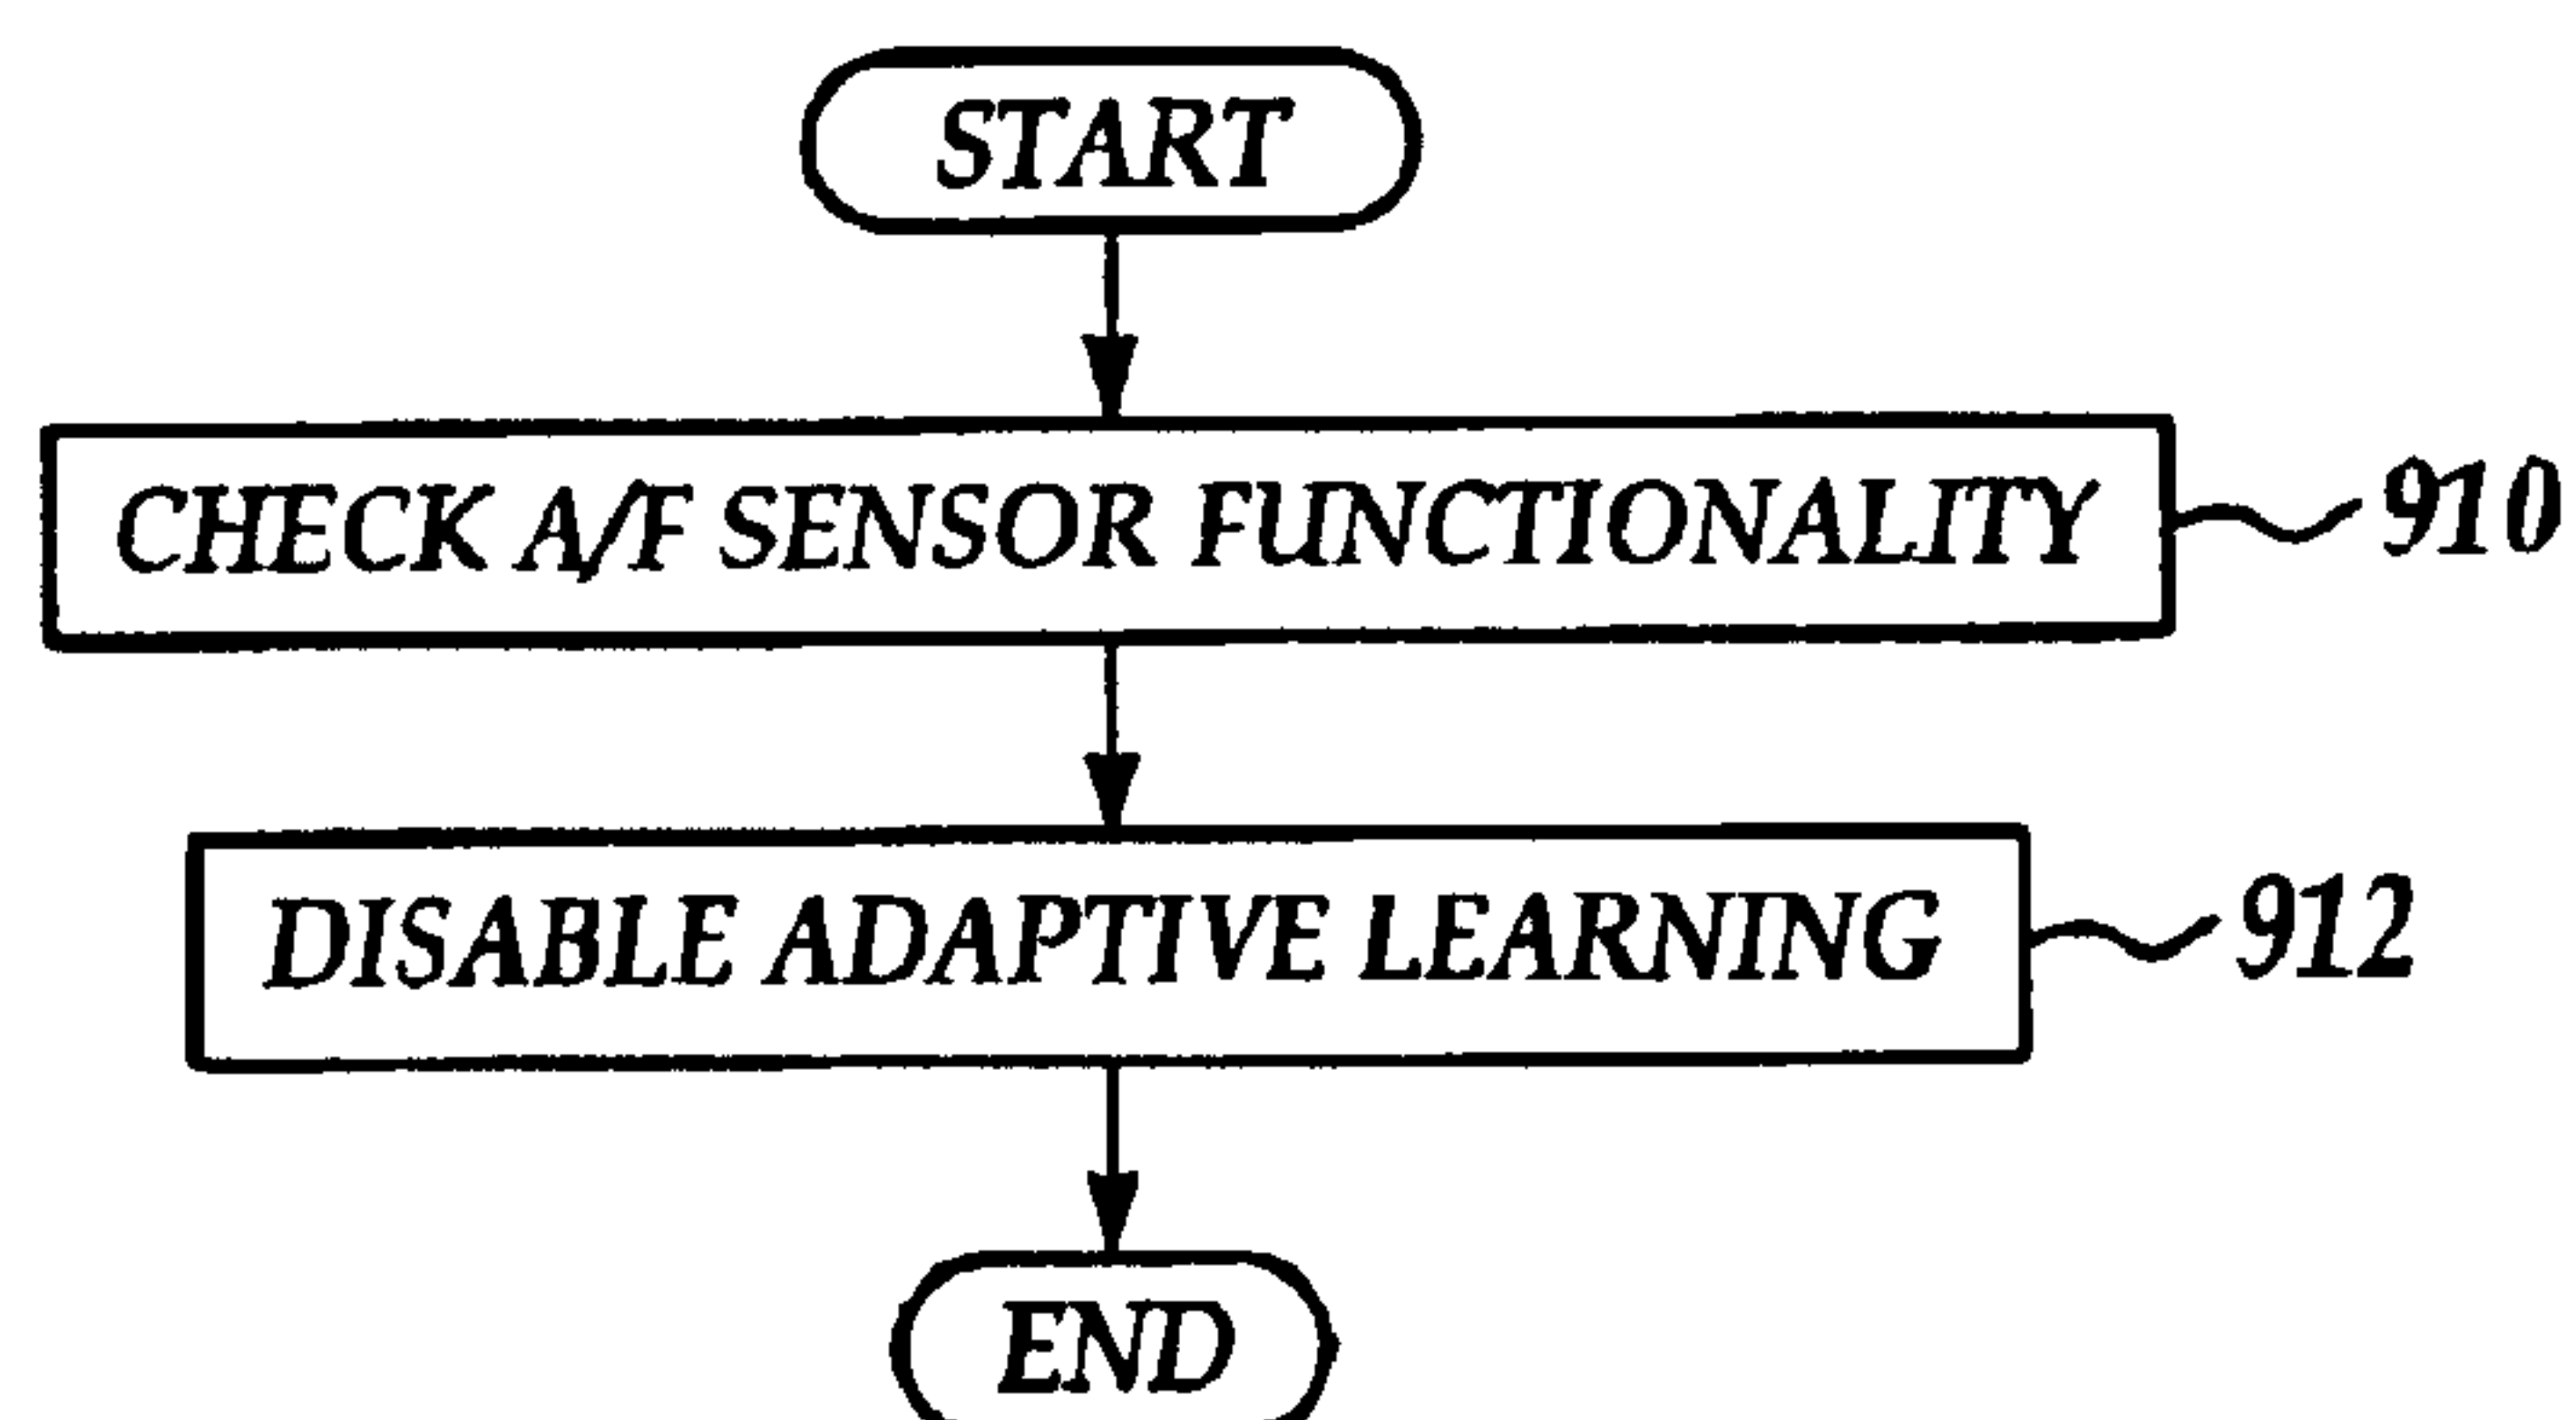 START
CHECK A/F SENSOR FUNCTIONALITY
910
DISABLE ADAPTIVE LEARNING
912
END